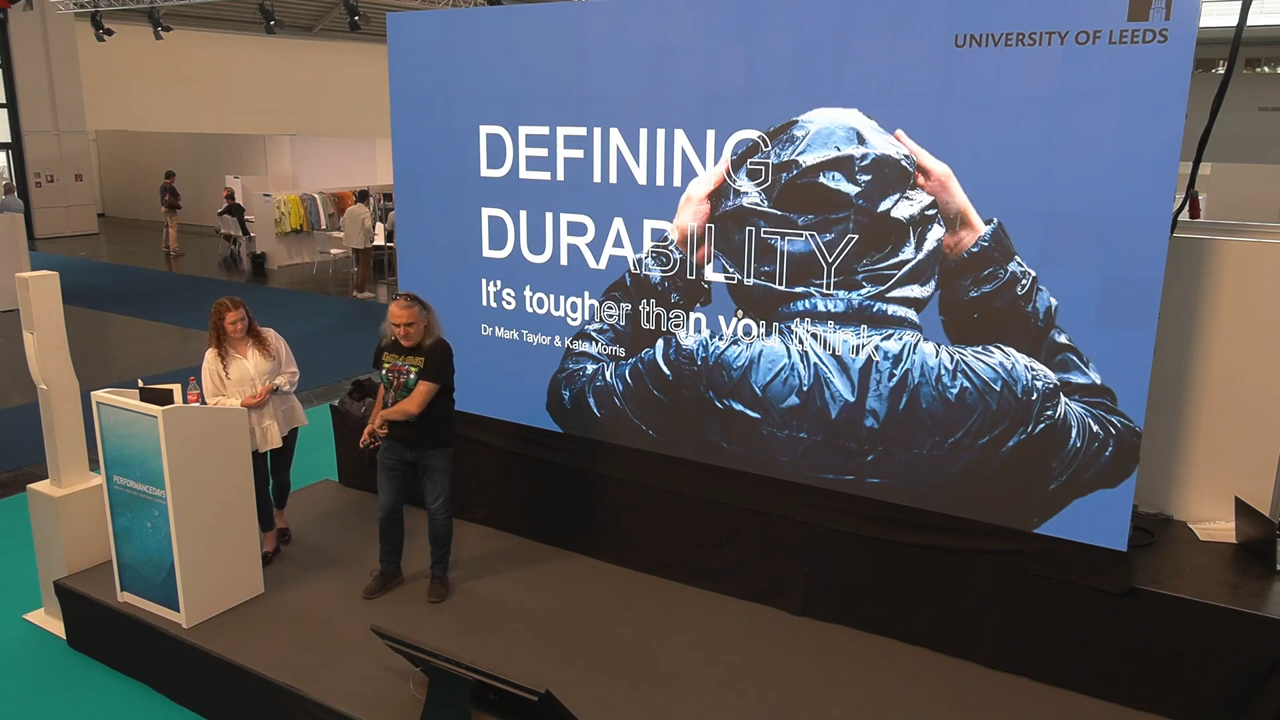 UNIVERSITY OF LEEDS
DEFINING
DURABILITY
It's tougher than you think
Dr Mark Taylor & Kate Morris
PERFORMANCEDAYS